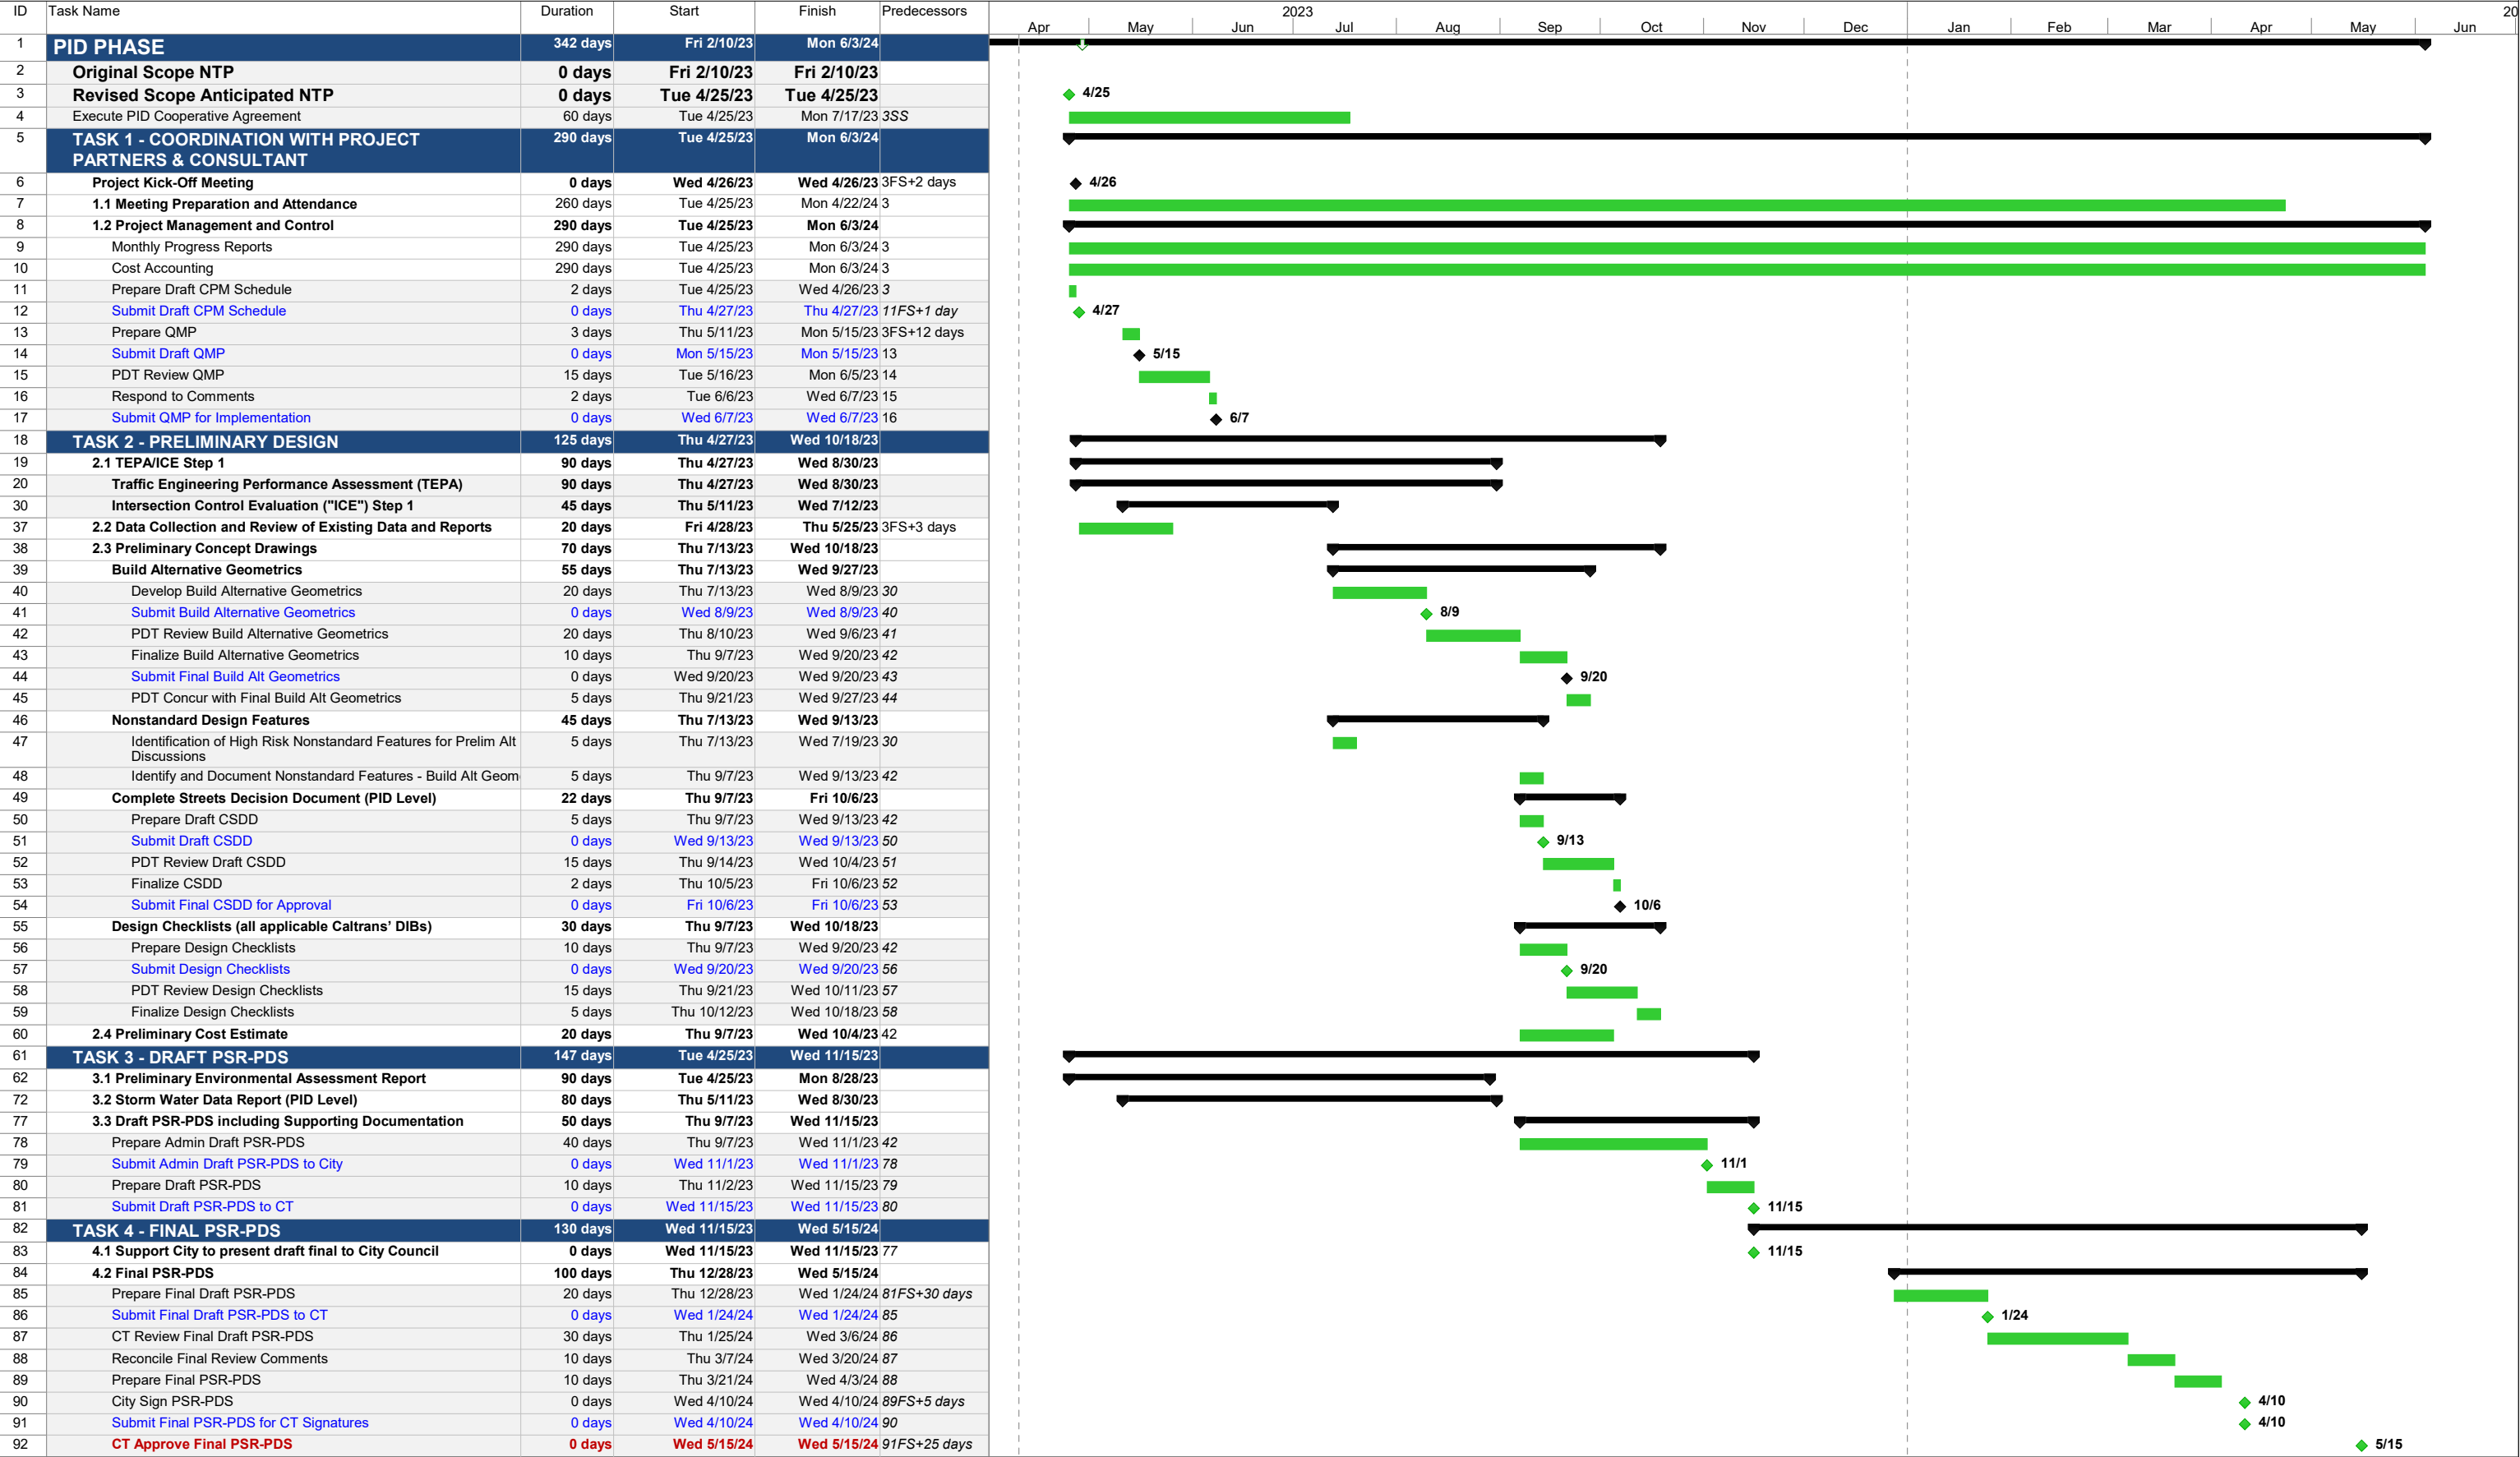 ID Task Name Duration Start Finish Predecessors 2023 20
Apr May Jun Jul Aug Sep Oct Nov Dec Jan Feb Mar Apr May Jun
1 PID PHASE 342 days Fri 2/10/23 Mon 6/3/24
2 Original Scope NTP 0 days Fri 2/10/23 Fri 2/10/23
3 Revised Scope Anticipated NTP 0 days Tue 4/25/23 Tue 4/25/23 4/25
4 Execute PID Cooperative Agreement 60 days Tue 4/25/23 Mon 7/17/23 3SS
5 TASK 1 - COORDINATION WITH PROJECT 290 days Tue 4/25/23 Mon 6/3/24
PARTNERS & CONSULTANT
6 Project Kick-Off Meeting 0 days Wed 4/26/23 Wed 4/26/23 3FS+2 days 4/26
7 1.1 Meeting Preparation and Attendance 260 days Tue 4/25/23 Mon 4/22/24 3
8 1.2 Project Management and Control 290 days Tue 4/25/23 Mon 6/3/24
9 Monthly Progress Reports 290 days Tue 4/25/23 Mon 6/3/24 3
10 Cost Accounting 290 days Tue 4/25/23 Mon 6/3/24 3
11 Prepare Draft CPM Schedule 2 days Tue 4/25/23 Wed 4/26/23 3
12 Submit Draft CPM Schedule 0 days Thu 4/27/23 Thu 4/27/23 11FS+1 day 4/27
13 Prepare QMP 3 days Thu 5/11/23 Mon 5/15/23 3FS+12 days
14 Submit Draft QMP 0 days Mon 5/15/23 Mon 5/15/23 13 5/15
15 PDT Review QMP 15 days Tue 5/16/23 Mon 6/5/23 14
16 Respond to Comments 2 days Tue 6/6/23 Wed 6/7/23 15
17 Submit QMP for Implementation 0 days Wed 6/7/23 Wed 6/7/23 16 6/7
18 TASK 2 - PRELIMINARY DESIGN 125 days Thu 4/27/23 Wed 10/18/23
19 2.1 TEPA/ICE Step 1 90 days Thu 4/27/23 Wed 8/30/23
20 Traffic Engineering Performance Assessment (TEPA) 90 days Thu 4/27/23 Wed 8/30/23
30 Intersection Control Evaluation ("ICE") Step 1 45 days Thu 5/11/23 Wed 7/12/23
37 2.2 Data Collection and Review of Existing Data and Reports 20 days Fri 4/28/23 Thu 5/25/23 3FS+3 days
38 2.3 Preliminary Concept Drawings 70 days Thu 7/13/23 Wed 10/18/23
39 Build Alternative Geometrics 55 days Thu 7/13/23 Wed 9/27/23
40 Develop Build Alternative Geometrics 20 days Thu 7/13/23 Wed 8/9/23 30
41 Submit Build Alternative Geometrics 0 days Wed 8/9/23 Wed 8/9/23 40 8/9
42 PDT Review Build Alternative Geometrics 20 days Thu 8/10/23 Wed 9/6/23 41
43 Finalize Build Alternative Geometrics 10 days Thu 9/7/23 Wed 9/20/23 42
44 Submit Final Build Alt Geometrics 0 days Wed 9/20/23 Wed 9/20/23 43 9/20
45 PDT Concur with Final Build Alt Geometrics 5 days Thu 9/21/23 Wed 9/27/23 44
46 Nonstandard Design Features 45 days Thu 7/13/23 Wed 9/13/23
47 Identification of High Risk Nonstandard Features for Prelim Alt 5 days Thu 7/13/23 Wed 7/19/23 30
Discussions
48 Identify and Document Nonstandard Features - Build Alt Geom 5 days Thu 9/7/23 Wed 9/13/23 42
49 Complete Streets Decision Document (PID Level) 22 days Thu 9/7/23 Fri 10/6/23
50 Prepare Draft CSDD 5 days Thu 9/7/23 Wed 9/13/23 42
51 Submit Draft CSDD 0 days Wed 9/13/23 Wed 9/13/23 50 9/13
52 PDT Review Draft CSDD 15 days Thu 9/14/23 Wed 10/4/23 51
53 Finalize CSDD 2 days Thu 10/5/23 Fri 10/6/23 52
54 Submit Final CSDD for Approval 0 days Fri 10/6/23 Fri 10/6/23 53 10/6
55 Design Checklists (all applicable Caltrans’ DIBs) 30 days Thu 9/7/23 Wed 10/18/23
56 Prepare Design Checklists 10 days Thu 9/7/23 Wed 9/20/23 42
57 Submit Design Checklists 0 days Wed 9/20/23 Wed 9/20/23 56 9/20
58 PDT Review Design Checklists 15 days Thu 9/21/23 Wed 10/11/23 57
59 Finalize Design Checklists 5 days Thu 10/12/23 Wed 10/18/23 58
60 2.4 Preliminary Cost Estimate 20 days Thu 9/7/23 Wed 10/4/23 42
61 TASK 3 - DRAFT PSR-PDS 147 days Tue 4/25/23 Wed 11/15/23
62 3.1 Preliminary Environmental Assessment Report 90 days Tue 4/25/23 Mon 8/28/23
72 3.2 Storm Water Data Report (PID Level) 80 days Thu 5/11/23 Wed 8/30/23
77 3.3 Draft PSR-PDS including Supporting Documentation 50 days Thu 9/7/23 Wed 11/15/23
78 Prepare Admin Draft PSR-PDS 40 days Thu 9/7/23 Wed 11/1/23 42
79 Submit Admin Draft PSR-PDS to City 0 days Wed 11/1/23 Wed 11/1/23 78 11/1
80 Prepare Draft PSR-PDS 10 days Thu 11/2/23 Wed 11/15/23 79
81 Submit Draft PSR-PDS to CT 0 days Wed 11/15/23 Wed 11/15/23 80 11/15
82 TASK 4 - FINAL PSR-PDS 130 days Wed 11/15/23 Wed 5/15/24
83 4.1 Support City to present draft final to City Council 0 days Wed 11/15/23 Wed 11/15/23 77 11/15
84 4.2 Final PSR-PDS 100 days Thu 12/28/23 Wed 5/15/24
85 Prepare Final Draft PSR-PDS 20 days Thu 12/28/23 Wed 1/24/24 81FS+30 days
86 Submit Final Draft PSR-PDS to CT 0 days Wed 1/24/24 Wed 1/24/24 85 1/24
87 CT Review Final Draft PSR-PDS 30 days Thu 1/25/24 Wed 3/6/24 86
88 Reconcile Final Review Comments 10 days Thu 3/7/24 Wed 3/20/24 87
89 Prepare Final PSR-PDS 10 days Thu 3/21/24 Wed 4/3/24 88
90 City Sign PSR-PDS 0 days Wed 4/10/24 Wed 4/10/24 89FS+5 days 4/10
91 Submit Final PSR-PDS for CT Signatures 0 days Wed 4/10/24 Wed 4/10/24 90 4/10
92 CT Approve Final PSR-PDS 0 days Wed 5/15/24 Wed 5/15/24 91FS+25 days 5/15